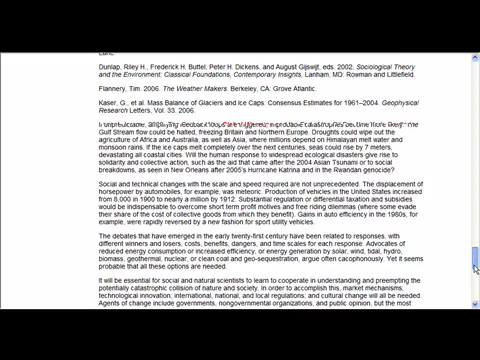 Dunlap, Riley H., Frederick H. Buttel, Peter H. Dickens, and August Gijswijt, eds. 2002. Sociological Theory
and the Environment: Classical Foundations, Contemporary Insights, Lanham, MD: Rowman and Littlefield.
Flannery, Tim. 2006. The Weather Makers. Berkeley, CA: Grove Atlantic.
Kaser, G., et al. Mass Balance of Glaciers and Ice Caps: Consensus Estimates for 1961–2004. Geophysical
Research Letters, Vol. 33. 2006.
Gulf Stream flow could be halted, freezing Britain and Northern Europe. Droughts could wipe out the
agriculture of Africa and Australia, as well as Asia, where millions depend on Himalayan melt water and
monsoon rains. If the ice caps melt completely over the next centuries, seas could rise by 7 meters,
devastating all coastal cities. Will the human response to widespread ecological disasters give rise to
solidarity and collective action, such as the aid that came after the 2004 Asian Tsunami or to social
breakdowns, as seen in New Orleans after 2005's Hurricane Katrina and in the Rwandan genocide?
Social and technical changes with the scale and speed required are not unprecedented. The displacement of
horsepower by automobiles, for example, was meteoric. Production of vehicles in the United States increased
from 8,000 in 1900 to nearly a million by 1912. Substantial regulation or differential taxation and subsidies
would be indispensable to overcome short term profit motives and free riding dilemmas (where some evade
their share of the cost of collective goods from which they benefit). Gains in auto efficiency in the 1980s, for
example, were rapidly reversed by a new fashion for sport utility vehicles.
The debates that have emerged in the early twenty-first century have been related to responses, with
different winners and losers, costs, benefits, dangers, and time scales for each response. Advocates of
reduced energy consumption or increased efficiency, or energy generation by solar, wind, tidal, hydro,
biomass, geothermal, nuclear, or clean coal and geo-sequestration, argue often cacophonously. Yet it seems
probable that all these options are needed.
It will be essential for social and natural scientists to learn to cooperate in understanding and preempting the
potentially catastrophic collision of nature and society. In order to accomplish this, market mechanisms;
technological innovation; international, national, and local regulations; and cultural change will all be needed.
Agents of change include governments, nongovernmental organizations, and public opinion, but the most